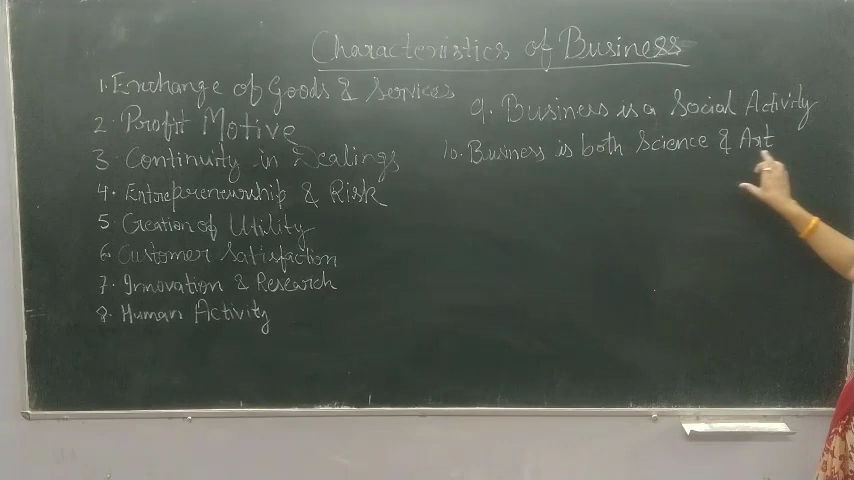 Characteristics of Business
1. Exchange of Goods & Services
2. Profit Motive
3. Continuity in Dealings
4. Entrepreneurship & Risk
5. Creation of Utility
6. Customer Satisfaction
7. Innovation & Research
8. Human Activity
9. Business is a Social Activity
10. Business is both Science & Art